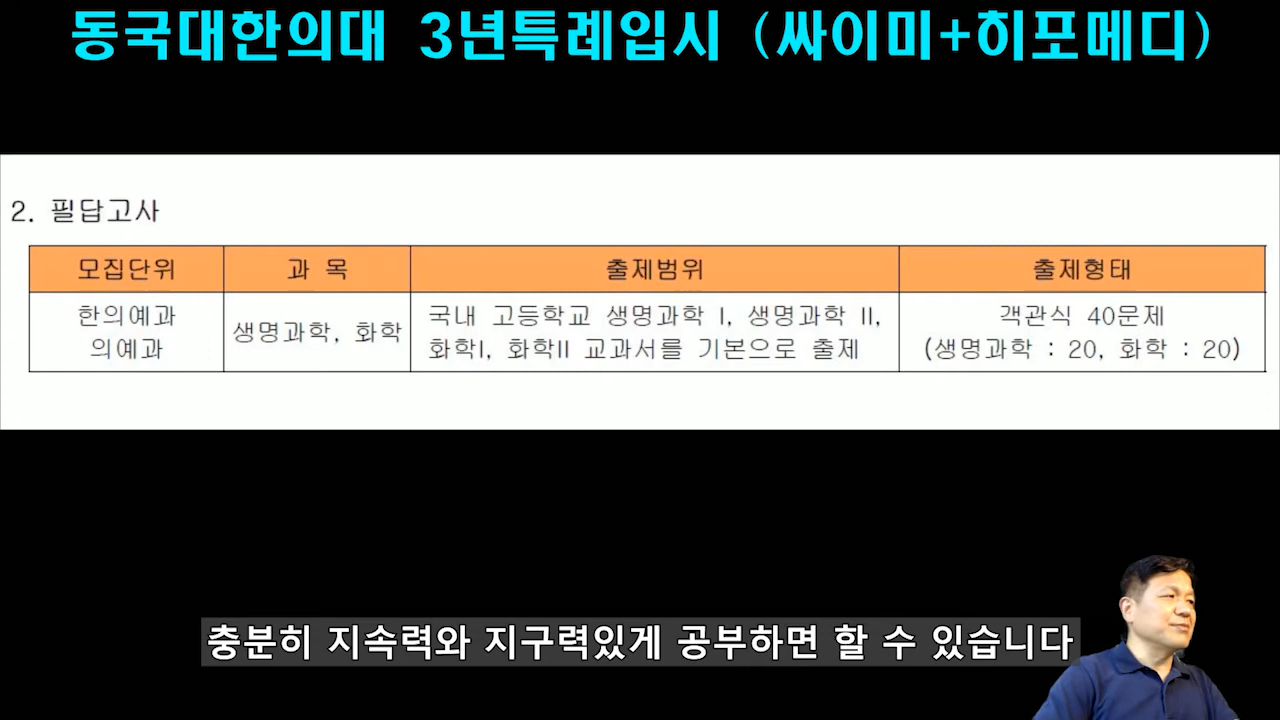 동국대한의대 3년특례입시 (싸이미+히포메디)
2. 필답고사
모집단위 과 목 출제범위 출제형태
한의예과
의예과
생명과학, 화학
국내 고등학교 생명과학 I, 생명과학 II,
화학I, 화학II 교과서를 기본으로 출제
객관식 40문제
(생명과학 : 20, 화학 : 20)
충분히 지속력와 지구력있게 공부하면 할 수 있습니다